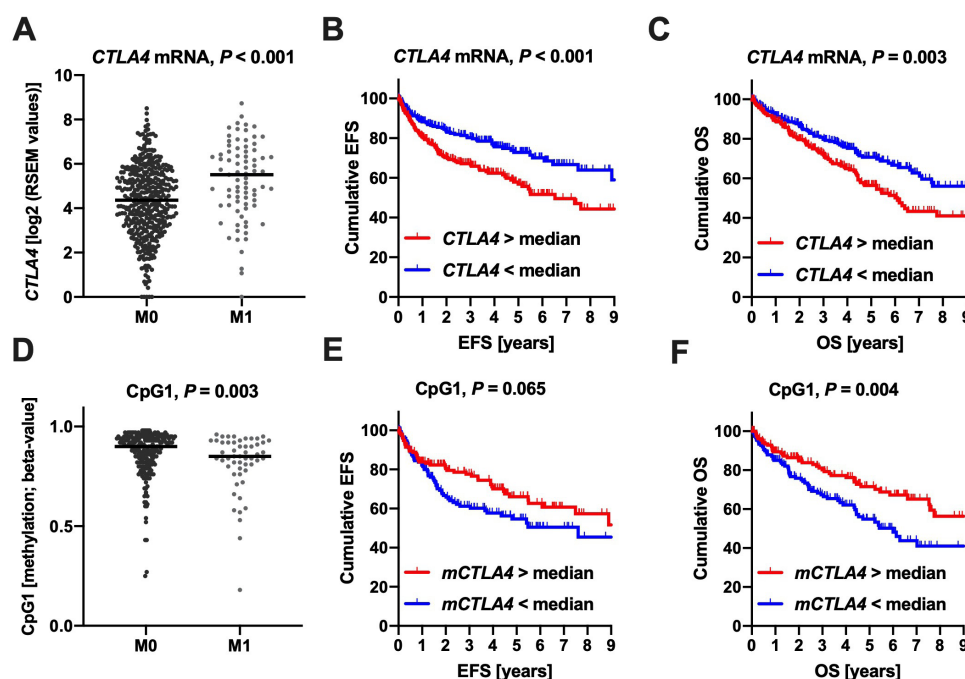 A
CTLA4 mRNA, P < 0.001
CTLA4 [log2 (RSEM values)]
10
8
6
4
2
0
M0 M1
B
CTLA4 mRNA, P < 0.001
Cumulative EFS
100
80
60
40
20
0
CTLA4 > median
CTLA4 < median
0 1 2 3 4 5 6 7 8 9
EFS [years]
C
CTLA4 mRNA, P = 0.003
Cumulative OS
100
80
60
40
20
0
CTLA4 > median
CTLA4 < median
0 1 2 3 4 5 6 7 8 9
OS [years]
D
CpG1, P = 0.003
CpG1 [methylation; beta-value]
1.0
0.5
0.0
M0 M1
E
CpG1, P = 0.065
Cumulative EFS
100
80
60
40
20
0
mCTLA4 > median
mCTLA4 < median
0 1 2 3 4 5 6 7 8 9
EFS [years]
F
CpG1, P = 0.004
Cumulative OS
100
80
60
40
20
0
mCTLA4 > median
mCTLA4 < median
0 1 2 3 4 5 6 7 8 9
OS [years]